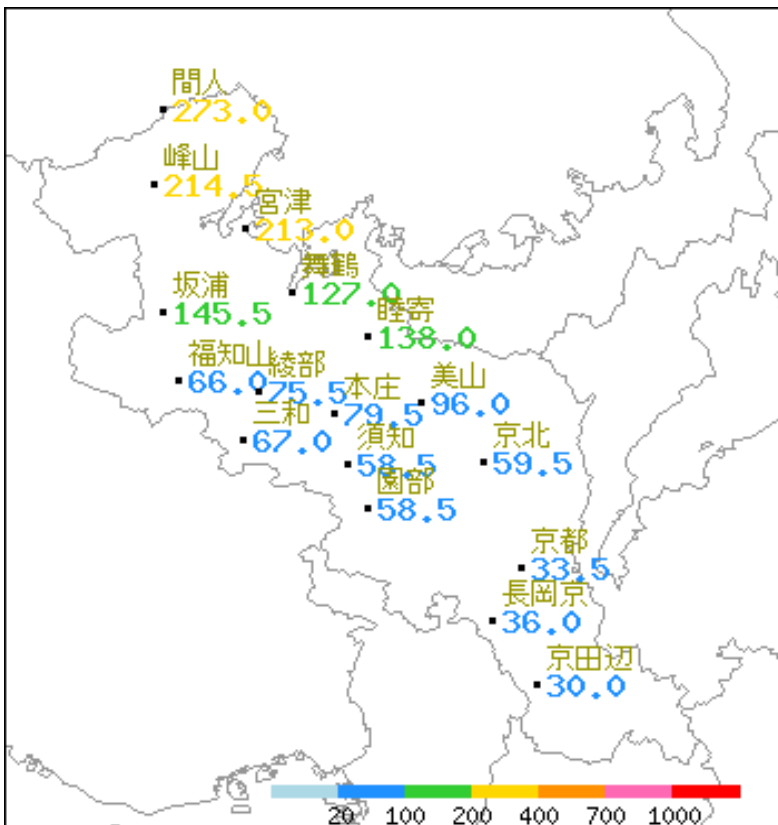 間人
273.0
峰山
214.5
宮津
213.0
舞鶴
127.0
坂浦
145.5
睦寄
138.0
福知山
66.0
綾部
75.5
本庄
79.5
美山
96.0
三和
67.0
須知
58.5
京北
59.5
園部
58.5
京都
33.5
長岡京
36.0
京田辺
30.0
20 100 200 400 700 1000